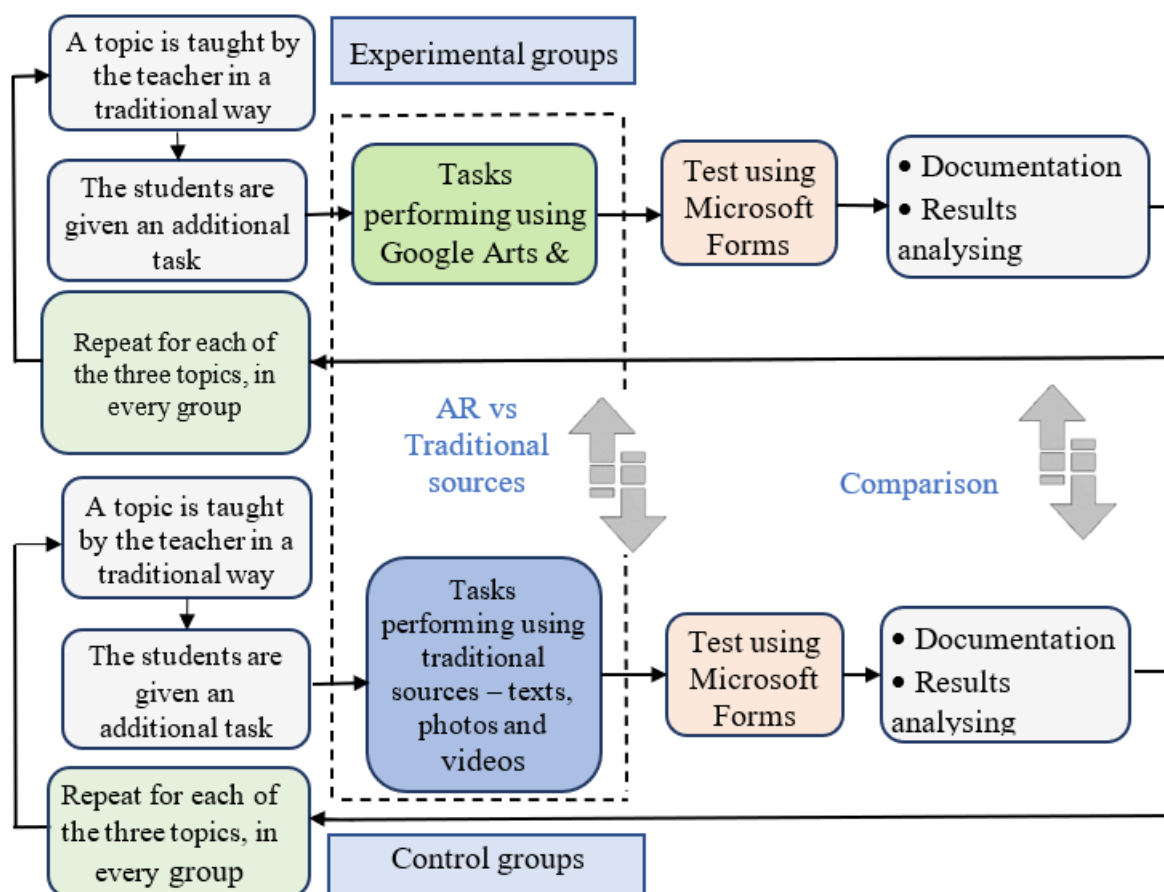 A topic is taught by
the teacher in a
traditional way
Experimental groups
The students are
given an additional
task
Tasks
performing using
Google Arts &
Test using
Microsoft
Forms
• Documentation
• Results
analysing
Repeat for each of
the three topics, in
every group
AR vs
Traditional
sources
Comparison
A topic is taught
by the teacher in a
traditional way
The students are
given an
additional task
Tasks
performing using
traditional
sources – texts,
photos and
videos
Test using
Microsoft
Forms
• Documentation
• Results
analysing
Repeat for each of
the three topics, in
every group
Control groups